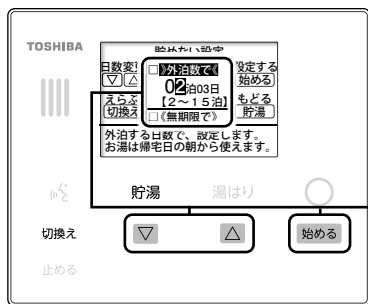 TOSHIBA
貯めたい設定
日数変
▽△
設定する
始める
□《外泊数で》
02泊03日
【2～15泊】
□《無期限で》
えらぶ
切換え
もどる
貯湯
外泊する日数で、設定します。
お湯は帰宅日の朝から使えます。
貯湯
湯はり
切換え
▽
△
始める
止める